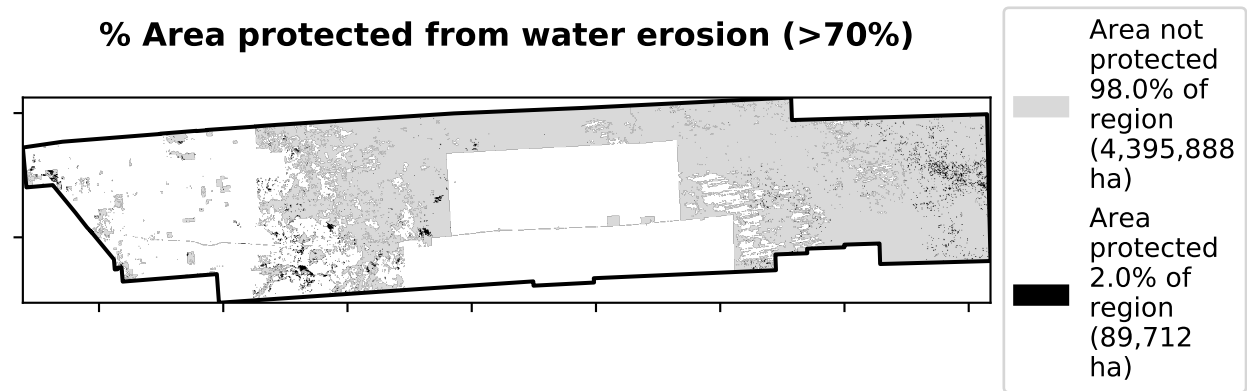 % Area protected from water erosion (>70%)
Area not
protected
98.0% of
region
(4,395,888
ha)
Area
protected
2.0% of
region
(89,712
ha)